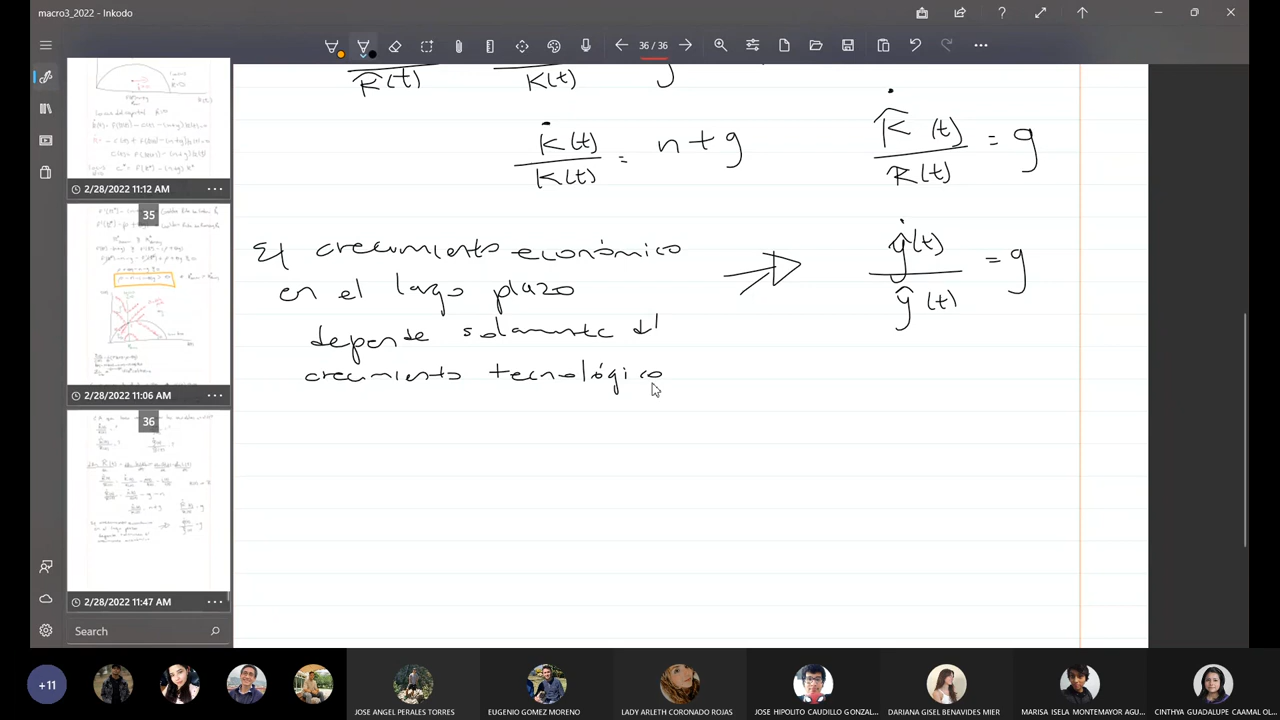 macro3_2022 - Inkodo
36 / 36
K(t) K(t) g
K̇(t) / K(t) = n + g
K̂(t) / K(t) = g
El crecimiento económico
en el lago plazo
depende solamente del
crecimiento tecnológico
ŷ(t) / ŷ(t) = g
2/28/2022 11:12 AM
35
2/28/2022 11:06 AM
36
2/28/2022 11:47 AM
Search
+11
JOSE ANGEL PERALES TORRES
EUGENIO GOMEZ MORENO
LADY ARLETH CORONADO ROJAS
JOSE HIPOLITO CAUDILLO GONZAL...
DARIANA GISEL BENAVIDES MIER
MARISA ISELA MONTEMAYOR AGU...
CINTHYA GUADALUPE CAAMAL OL...